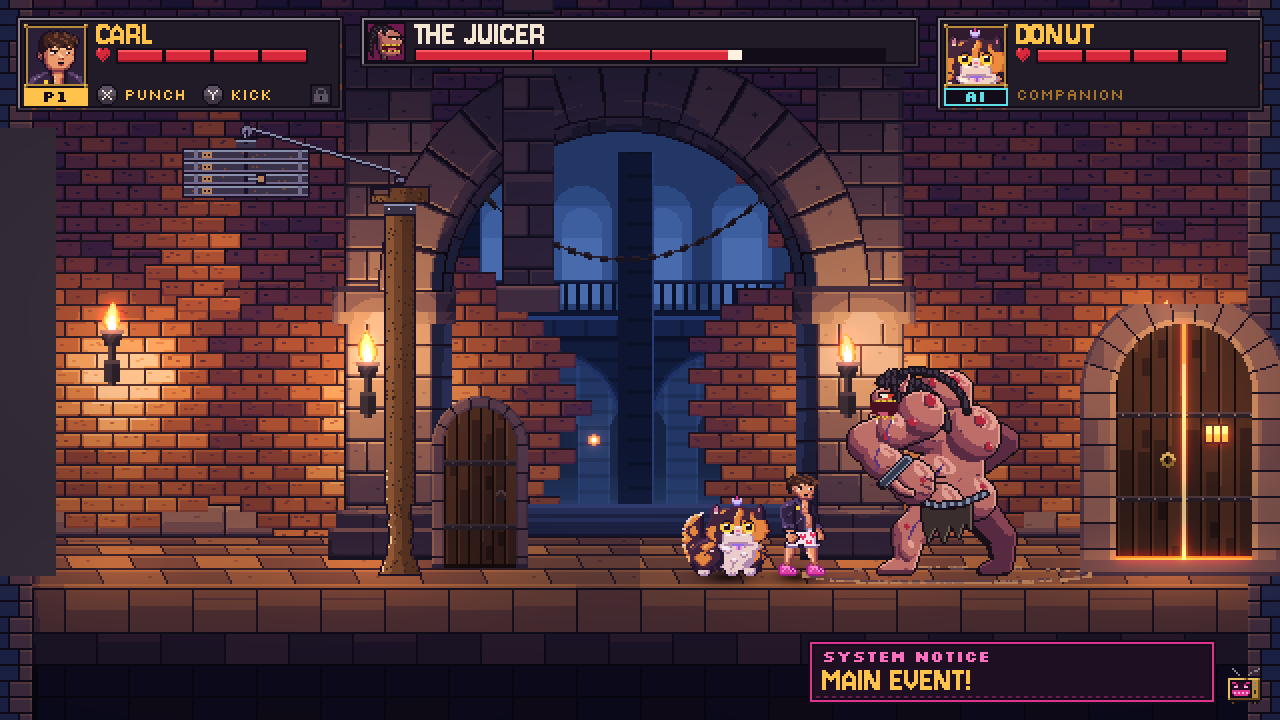 CARL
P1
X PUNCH Y KICK
THE JUICER
DONUT
AI
COMPANION
SYSTEM NOTICE
MAIN EVENT!